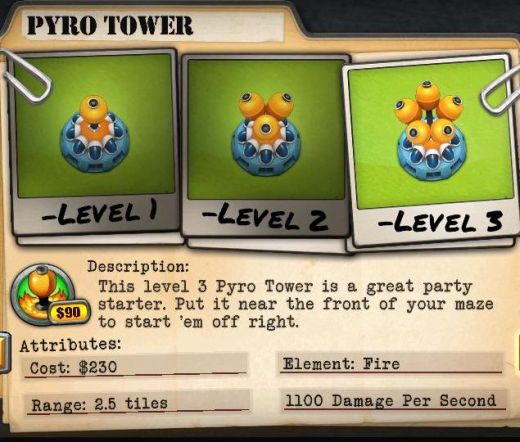 PYRO TOWER
-LEVEL 1
-LEVEL 2
-LEVEL 3
Description:
This level 3 Pyro Tower is a great party
starter. Put it near the front of your maze
to start 'em off right.
$90
Attributes:
Cost: $230
Element: Fire
Range: 2.5 tiles
1100 Damage Per Second